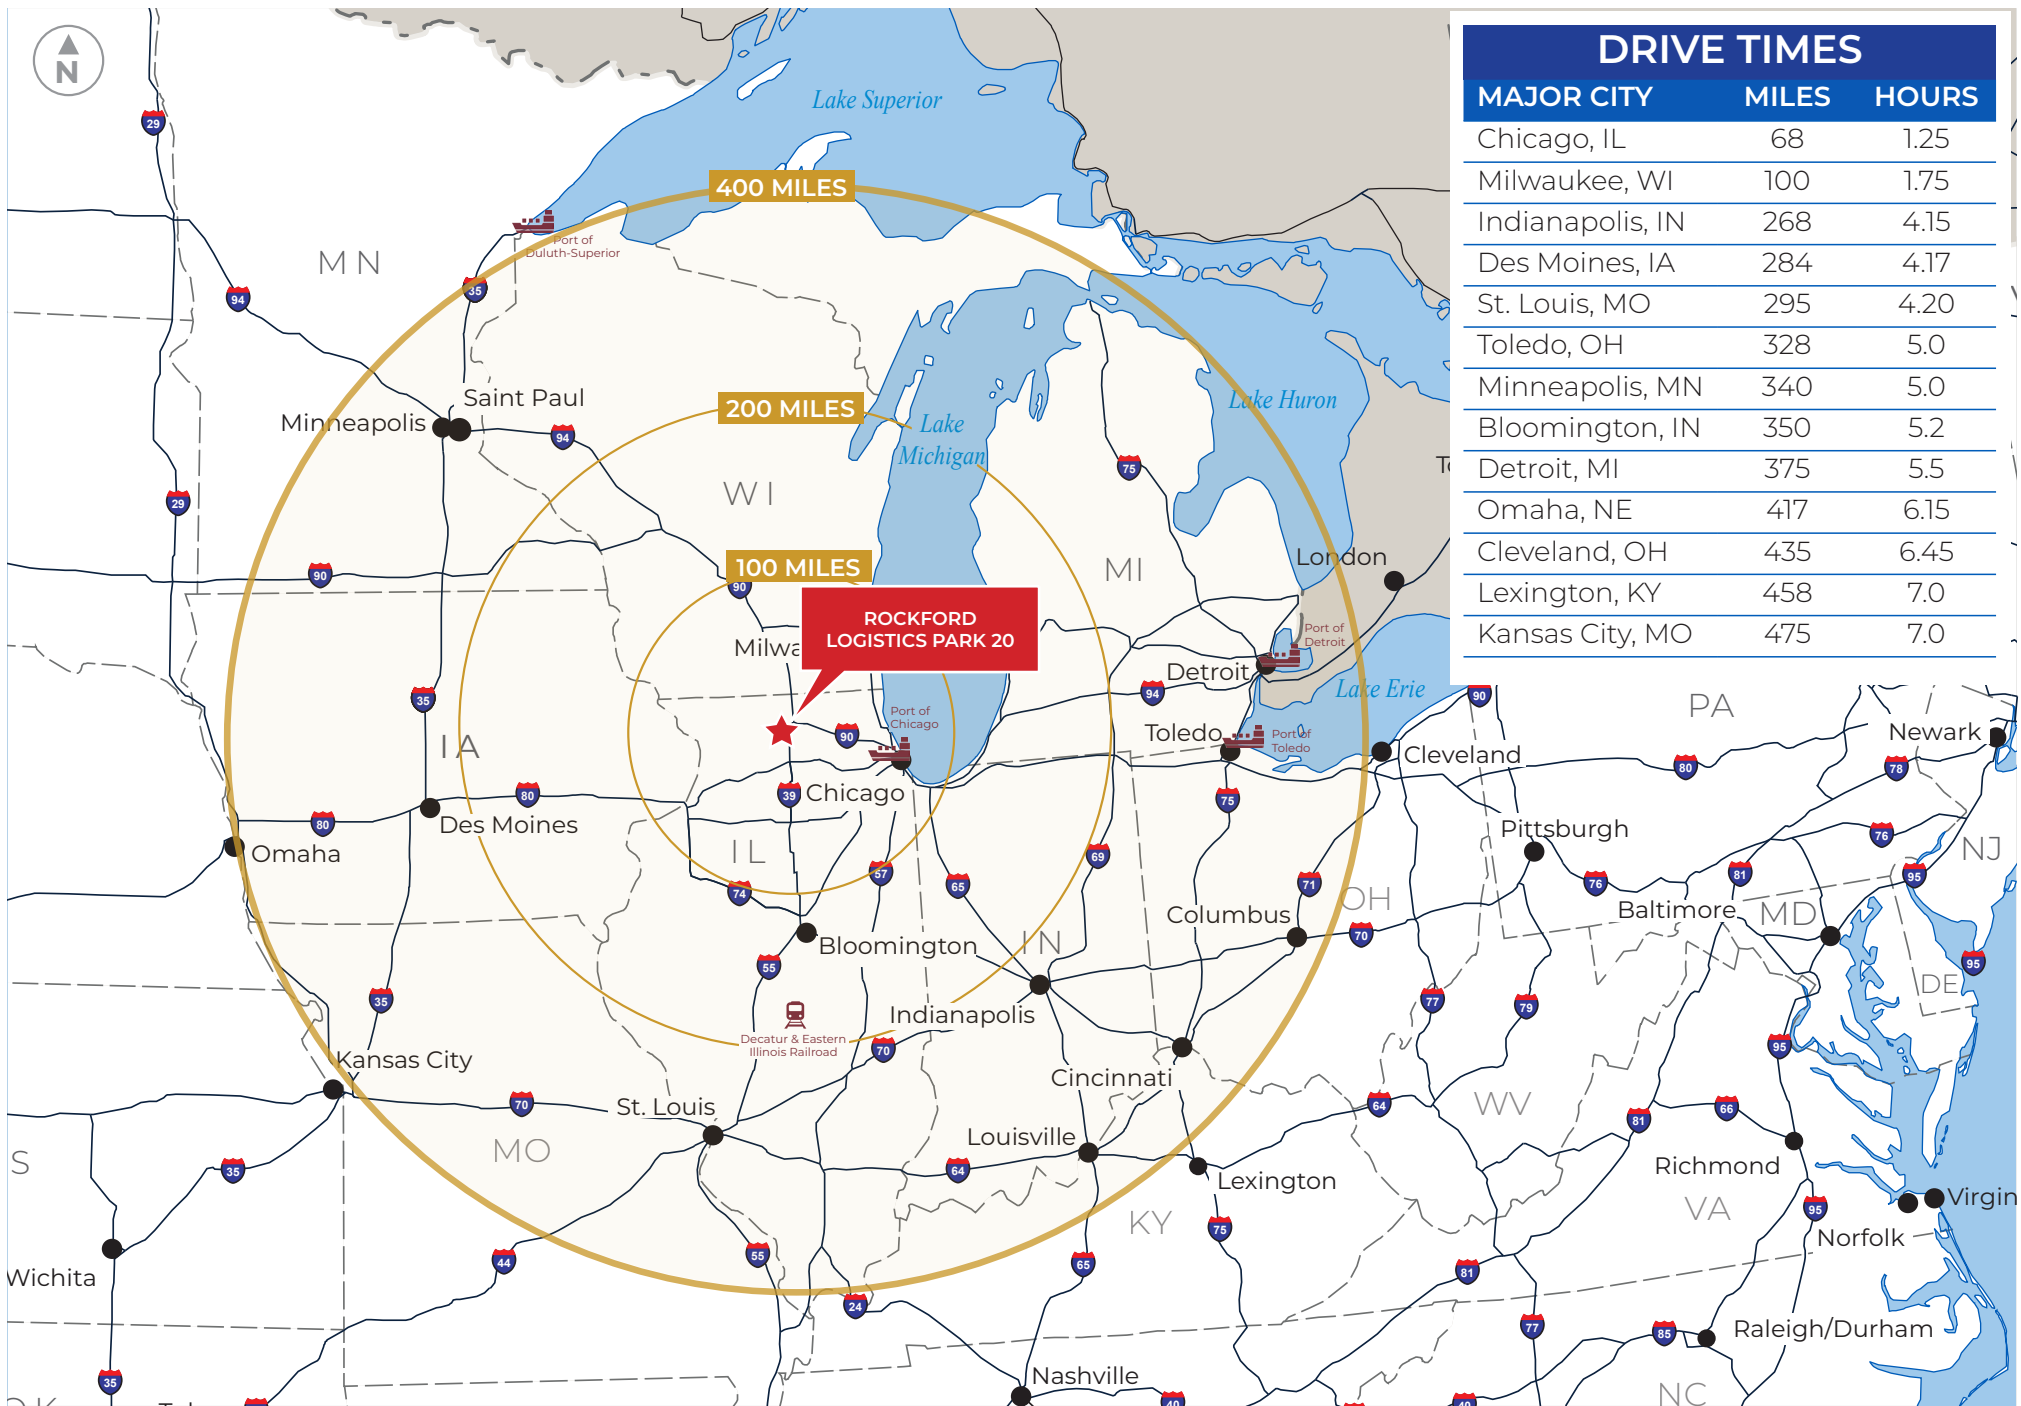 N
DRIVE TIMES
MAJOR CITY MILES HOURS
Chicago, IL 68 1.25
Milwaukee, WI 100 1.75
Indianapolis, IN 268 4.15
Des Moines, IA 284 4.17
St. Louis, MO 295 4.20
Toledo, OH 328 5.0
Minneapolis, MN 340 5.0
Bloomington, IN 350 5.2
Detroit, MI 375 5.5
Omaha, NE 417 6.15
Cleveland, OH 435 6.45
Lexington, KY 458 7.0
Kansas City, MO 475 7.0
Lake Superior
29
400 MILES
Port of
Duluth-Superior
MN
94
35
Saint Paul
Minneapolis
94
200 MILES
Lake
Michigan
Lake Huron
75
29
WI
90
100 MILES
90
MI
London
ROCKFORD
LOGISTICS PARK 20
Milwa
Port of
Detroit
Detroit
94
Lake Erie
90
PA
35
IA
Port of
Chicago
90
Toledo
Port of
Toledo
Cleveland
Newark
80
78
80
39
Chicago
75
80
Des Moines
Omaha
IL
Pittsburgh
76
NJ
74
57
65
69
71
OH
76
81
95
Columbus
70
Baltimore
MD
Bloomington
IN
55
95
DE
35
Indianapolis
77
79
Decatur & Eastern
Illinois Railroad
70
95
Kansas City
Cincinnati
70
St. Louis
64
WV
66
81
MO
Louisville
64
S
35
Lexington
Richmond
KY
VA
Virgin
75
95
Norfolk
Wichita
44
55
65
81
24
77
85
Raleigh/Durham
35
Nashville
40
40
NC